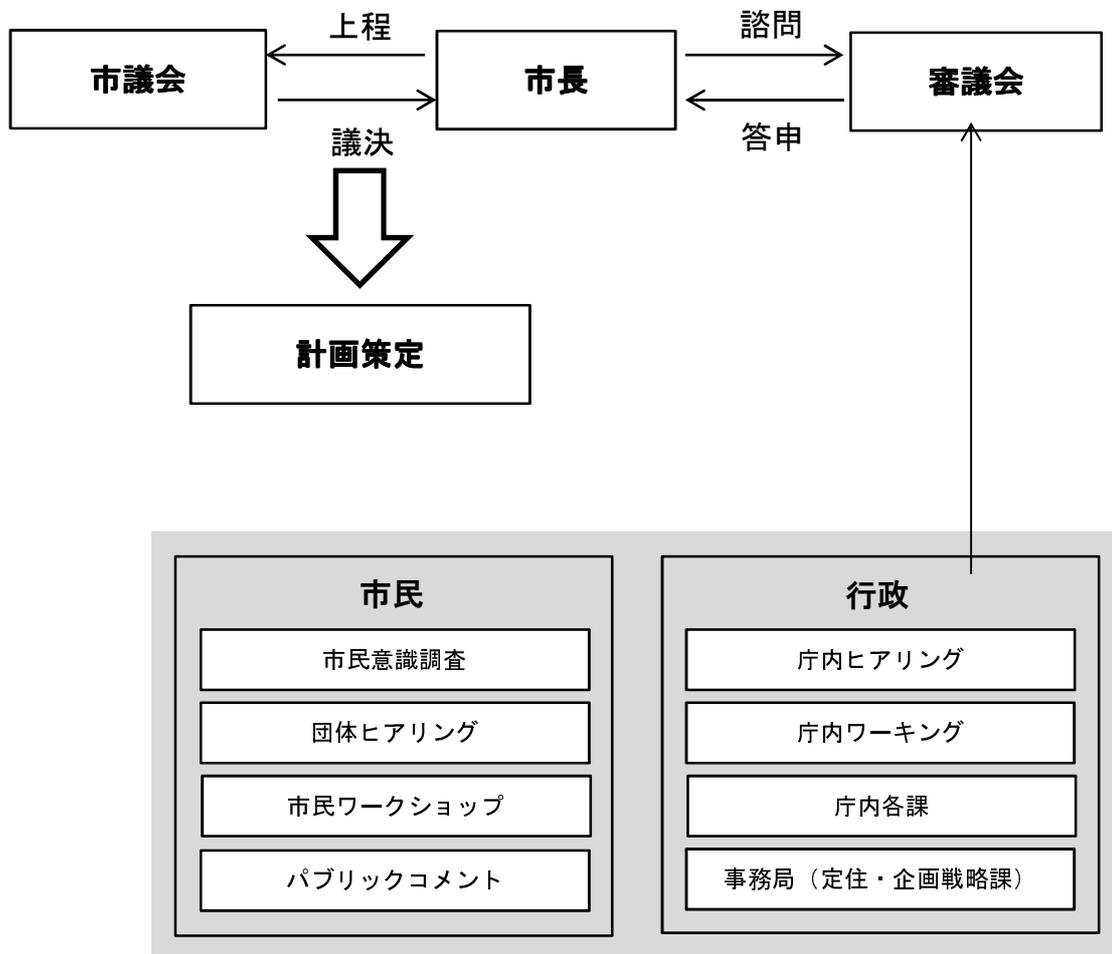 上程
諮問
市議会
市長
審議会
議決
答申
計画策定
市民
市民意識調査
団体ヒアリング
市民ワークショップ
パブリックコメント
行政
庁内ヒアリング
庁内ワーキング
庁内各課
事務局（定住・企画戦略課）